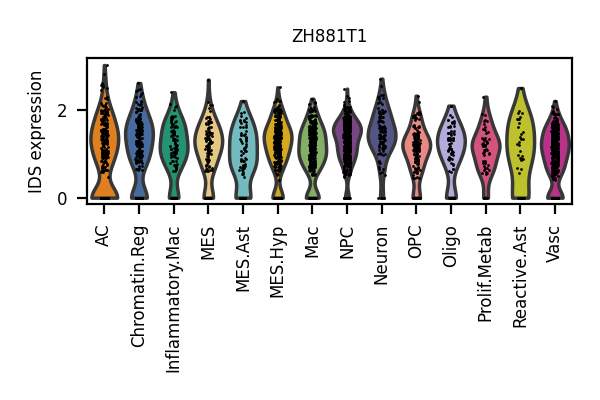 ZH881T1
IDS expression
2
0
AC
Chromatin.Reg
Inflammatory.Mac
MES
MES.Ast
MES.Hyp
Mac
NPC
Neuron
OPC
Oligo
Prolif.Metab
Reactive.Ast
Vasc